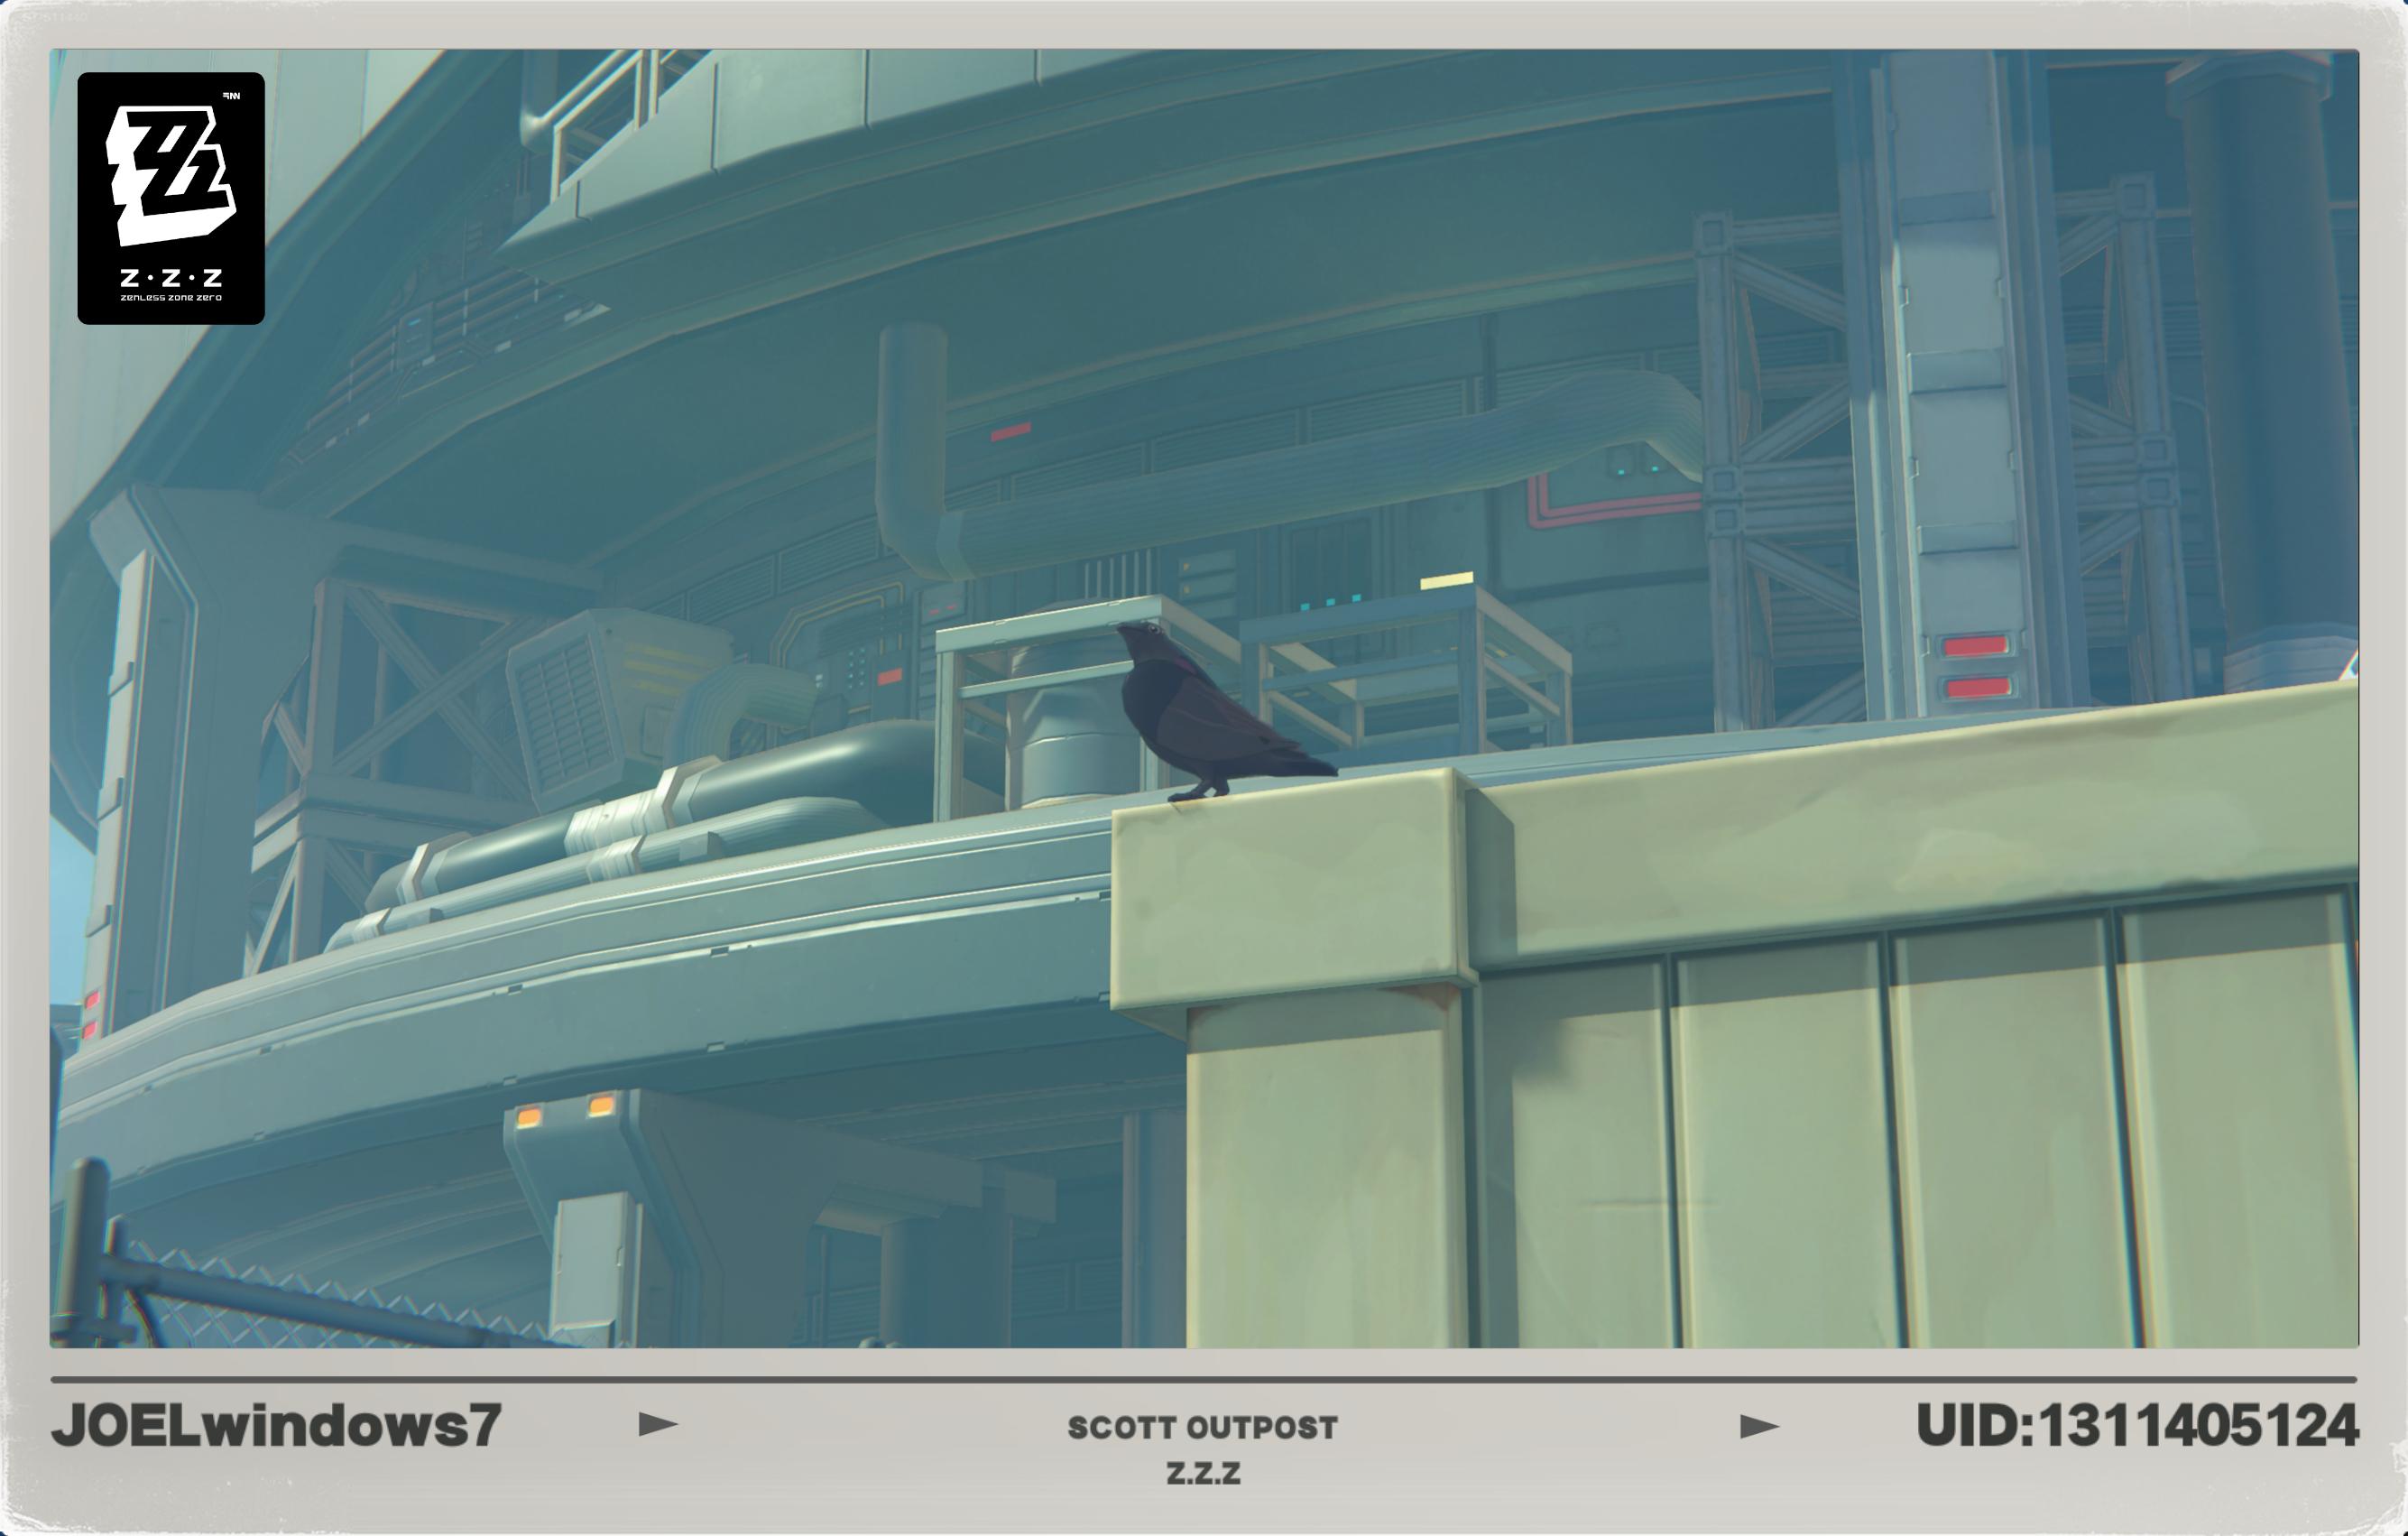 Z·Z·Z
zenless zone zero
JOELwindows7
SCOTT OUTPOST
Z.Z.Z
UID:1311405124